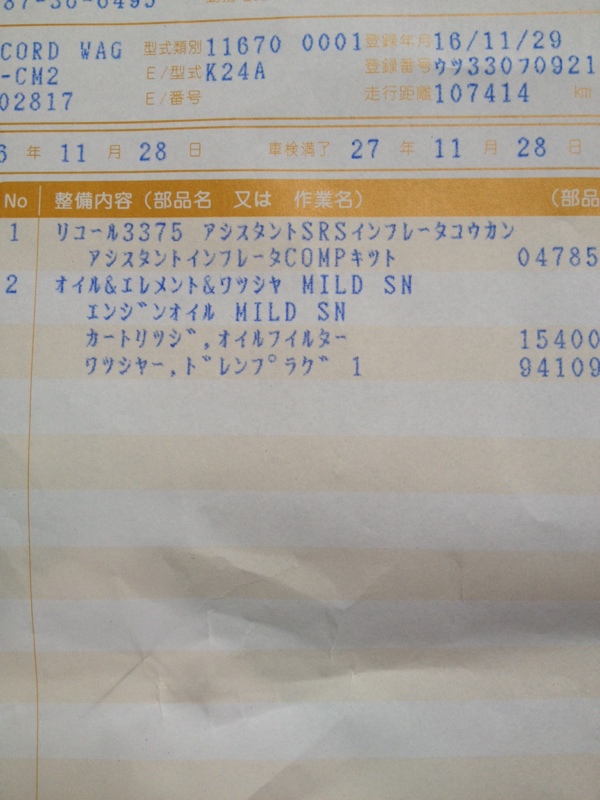 87-38-6495
CORD WAG 型式類別 11670 0001 登録年月 16/11/29
-CM2 E/型式 K24A 登録番号 ウツ330フ0921
02817 E/番号 走行距離 107414 km
6 年 11 月 28 日 車検満了 27 年 11 月 28 日
No 整備内容（部品名 又は 作業名） （部品
1 リコール3375 アシスタントSRSインフレータコウカン
アシスタントインフレータCOMPキット 04785
2 オイル&エレメント&ワツシヤ MILD SN
エンジンオイル MILD SN
カートリツジ,オイルフイルター 15400
ワツシヤー,ドレンプラグ 1 94109